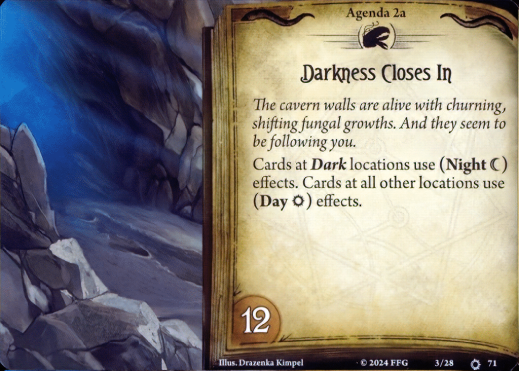 Agenda 2a
Darkness Closes In
The cavern walls are alive with churning,
shifting fungal growths. And they seem to
be following you.
Cards at Dark locations use (Night ☾)
effects. Cards at all other locations use
(Day ☼) effects.
12
Illus. Drazenka Kimpel © 2024 FFG 3/28 71